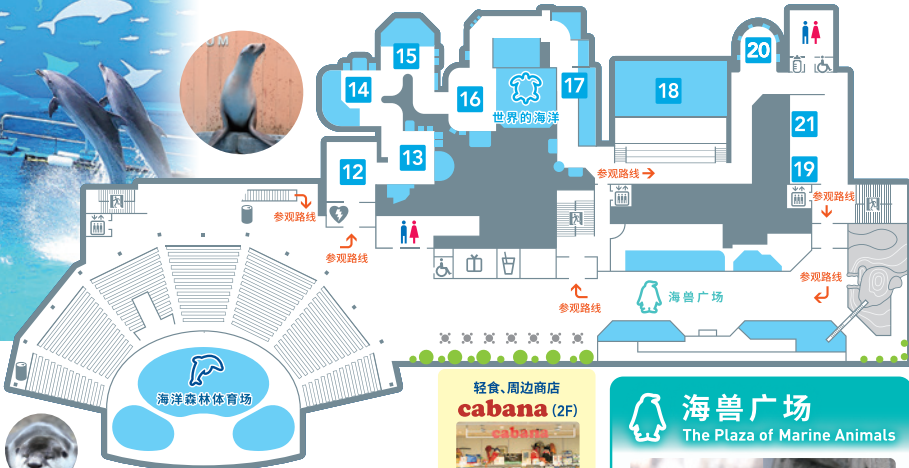 20
15
14
17
16
18
世界的海洋
21
13
12
19
参观路线
参观路线
参观路线
参观路线
参观路线
海兽广场
参观路线
海洋森林体育场
轻食、周边商店
cabana (2F)
cabana
海兽广场
The Plaza of Marine Animals